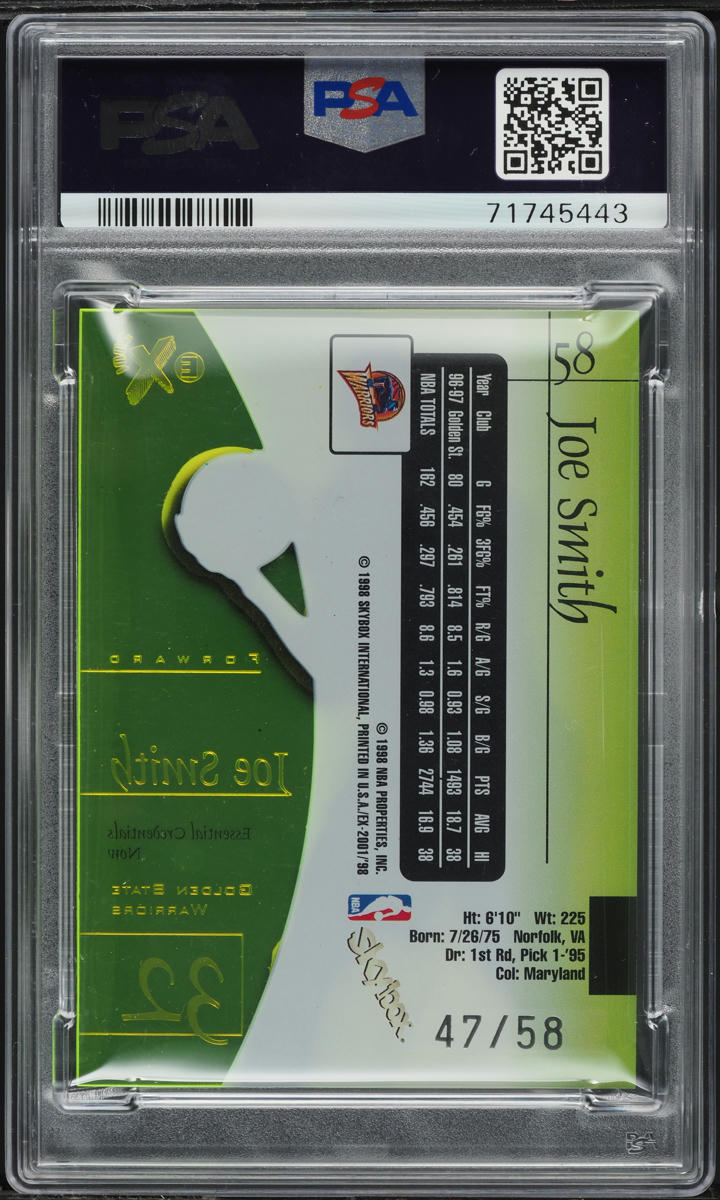 PSA
PSA
71745443
58
Joe Smith
Year Club G FG% 3FG% FT% R/G A/G S/G B/G PTS AVG HI
96-97 Golden St. 80 .454 .261 .814 8.5 1.6 0.93 1.08 1493 18.7 38
NBA TOTALS 162 .456 .297 .793 8.6 1.3 0.98 1.36 2744 16.9 38
WARRIORS
© 1998 NBA PROPERTIES, INC.
© 1998 SKYBOX INTERNATIONAL, PRINTED IN U.S.A./EX-2001/'98
NBA
Ht: 6'10" Wt: 225
Born: 7/26/75 Norfolk, VA
Dr: 1st Rd, Pick 1-'95
Col: Maryland
skybox
47/58
E X
FORWARD
Joe Smith
Essential Credentials
Now
GOLDEN STATE
WARRIORS
32
PSA